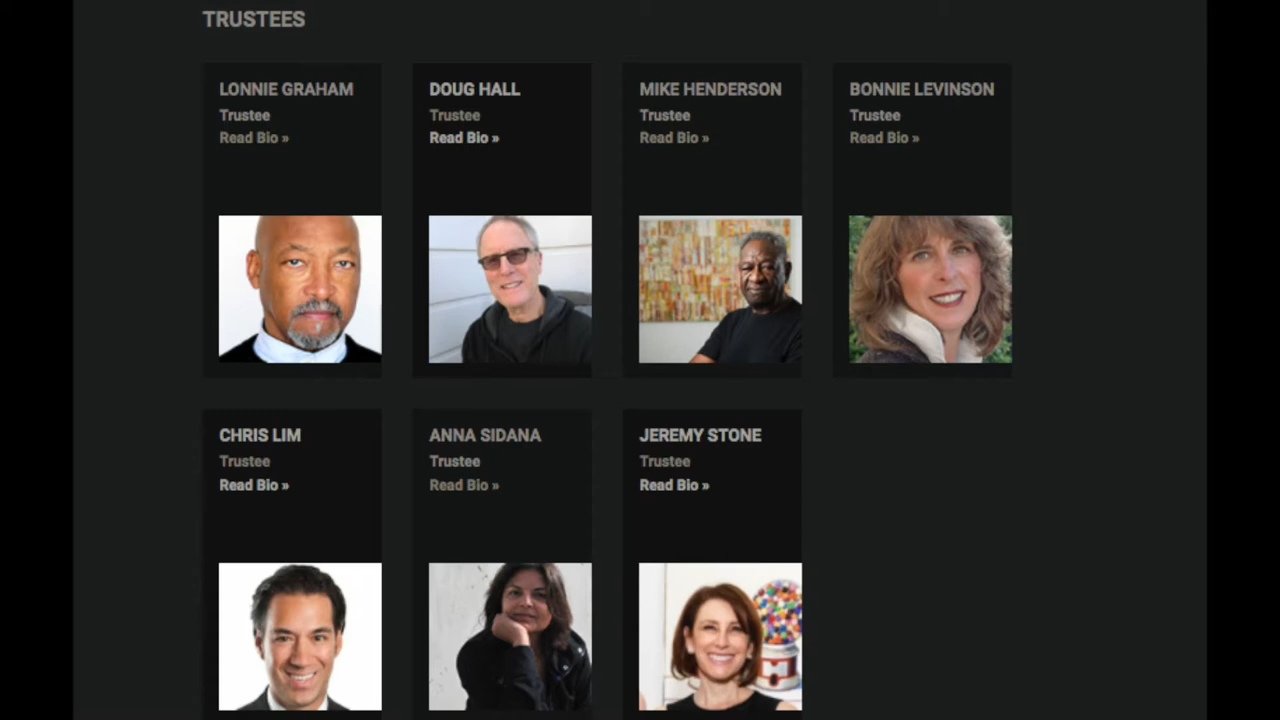 TRUSTEES
LONNIE GRAHAM
Trustee
Read Bio »
DOUG HALL
Trustee
Read Bio »
MIKE HENDERSON
Trustee
Read Bio »
BONNIE LEVINSON
Trustee
Read Bio »
CHRIS LIM
Trustee
Read Bio »
ANNA SIDANA
Trustee
Read Bio »
JEREMY STONE
Trustee
Read Bio »